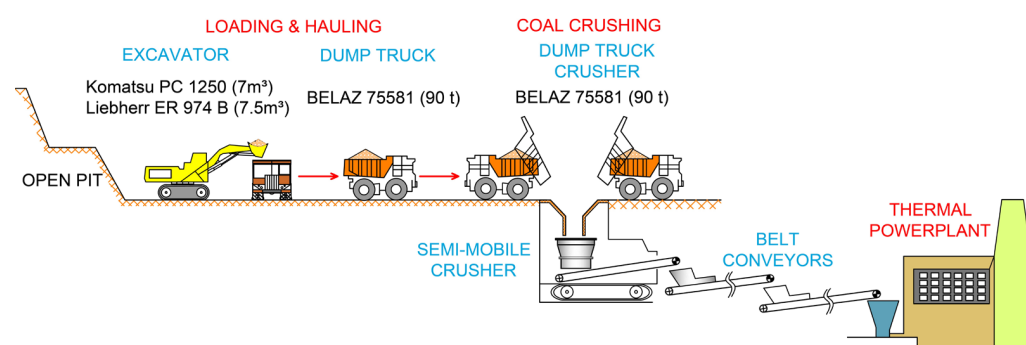 LOADING & HAULING
COAL CRUSHING
EXCAVATOR
DUMP TRUCK
DUMP TRUCK
CRUSHER
Komatsu PC 1250 (7m³)
Liebherr ER 974 B (7.5m³)
BELAZ 75581 (90 t)
BELAZ 75581 (90 t)
OPEN PIT
SEMI-MOBILE
CRUSHER
BELT
CONVEYORS
THERMAL
POWERPLANT